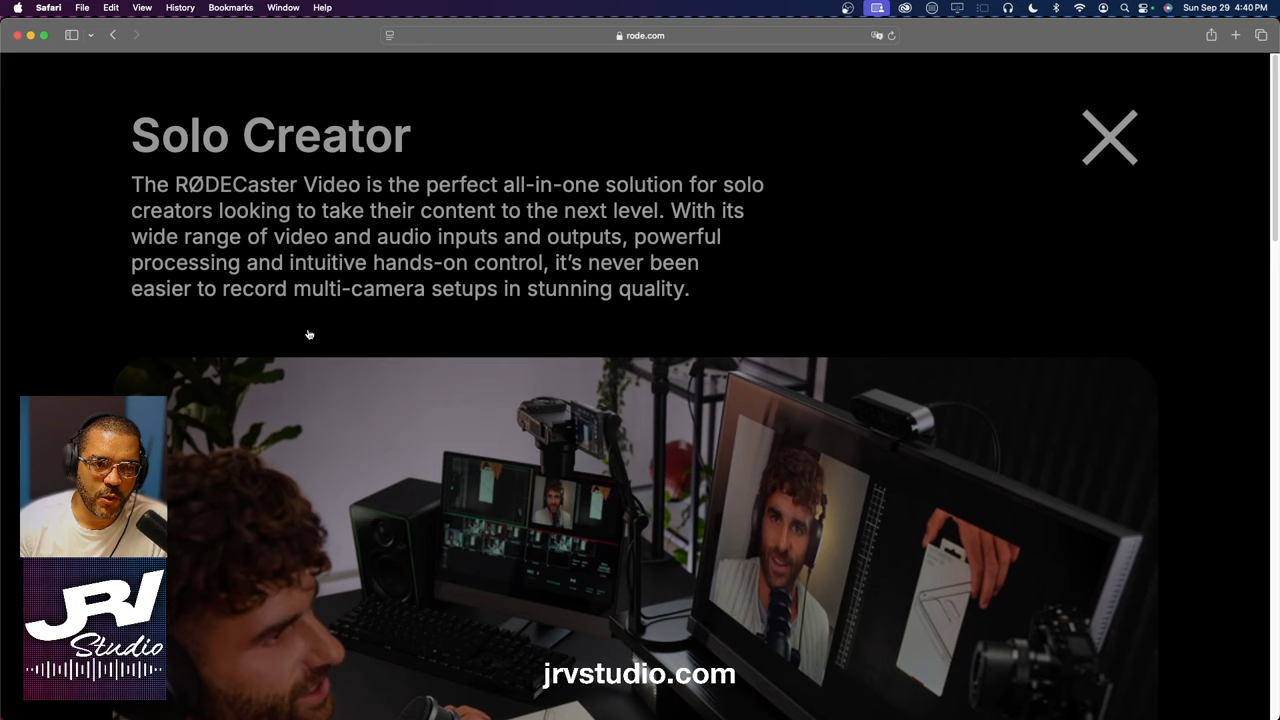 Safari File Edit View History Bookmarks Window Help Sun Sep 29 4:40 PM
rode.com
Solo Creator
The RØDECaster Video is the perfect all-in-one solution for solo
creators looking to take their content to the next level. With its
wide range of video and audio inputs and outputs, powerful
processing and intuitive hands-on control, it’s never been
easier to record multi-camera setups in stunning quality.
JRV
Studio
jrvstudio.com